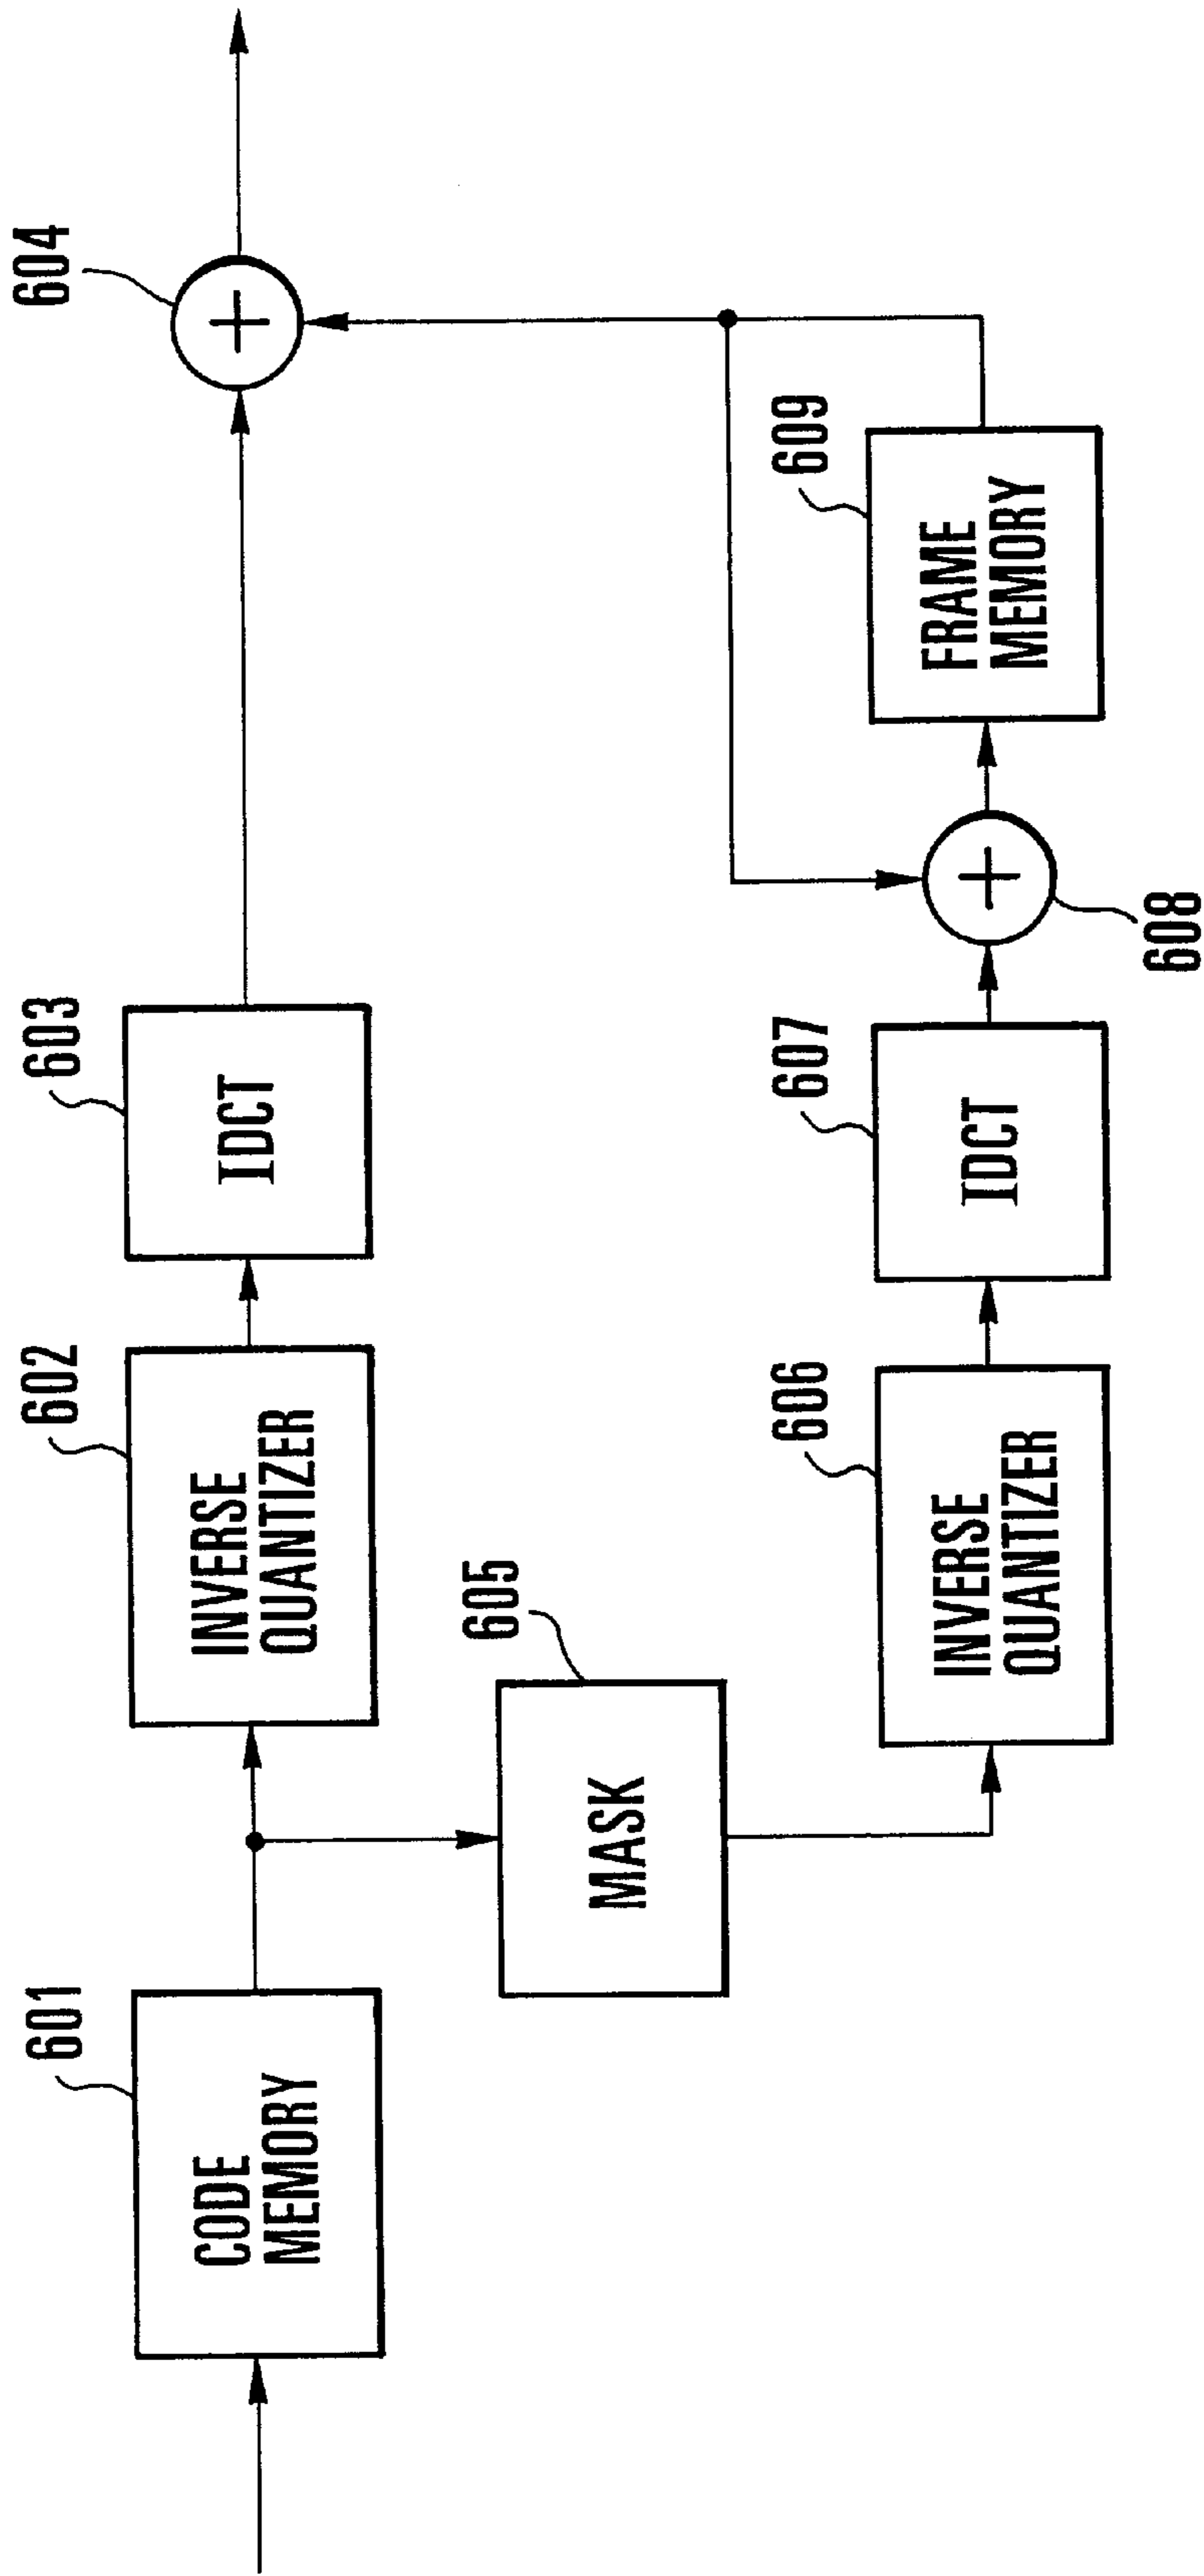 601
CODE
MEMORY
602
INVERSE
QUANTIZER
603
IDCT
604
605
MASK
606
INVERSE
QUANTIZER
607
IDCT
608
609
FRAME
MEMORY